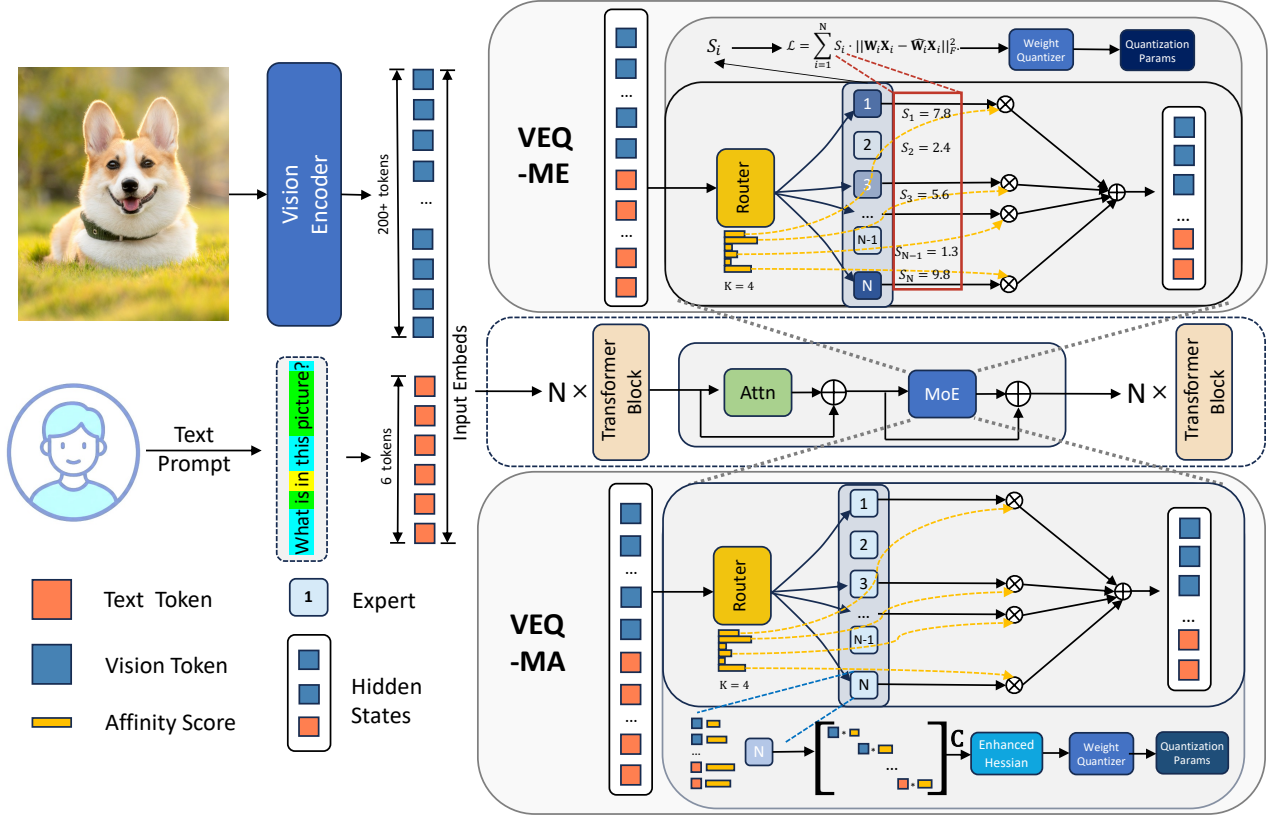 Vision
Encoder
200+ tokens
...
Text
Prompt
What is in this picture?
6 tokens
Input Embeds
Text Token
Vision Token
Affinity Score
1
Expert
Hidden
States
VEQ
-ME
...
...
S_i
ℒ = ∑_{i=1}^{N} S_i · ||W_i X_i − Ŵ_i X_i||_F^2.
Weight
Quantizer
Quantization
Params
Router
K = 4
1
2
3
...
N-1
N
S_1 = 7.8
S_2 = 2.4
S_3 = 5.6
S_{N−1} = 1.3
S_N = 9.8
...
N ×
Transformer
Block
Attn
MoE
N ×
Transformer
Block
VEQ
-MA
...
...
Router
K = 4
1
2
3
...
N-1
N
...
...
N
* 
*
...
*
C
Enhanced
Hessian
Weight
Quantizer
Quantization
Params